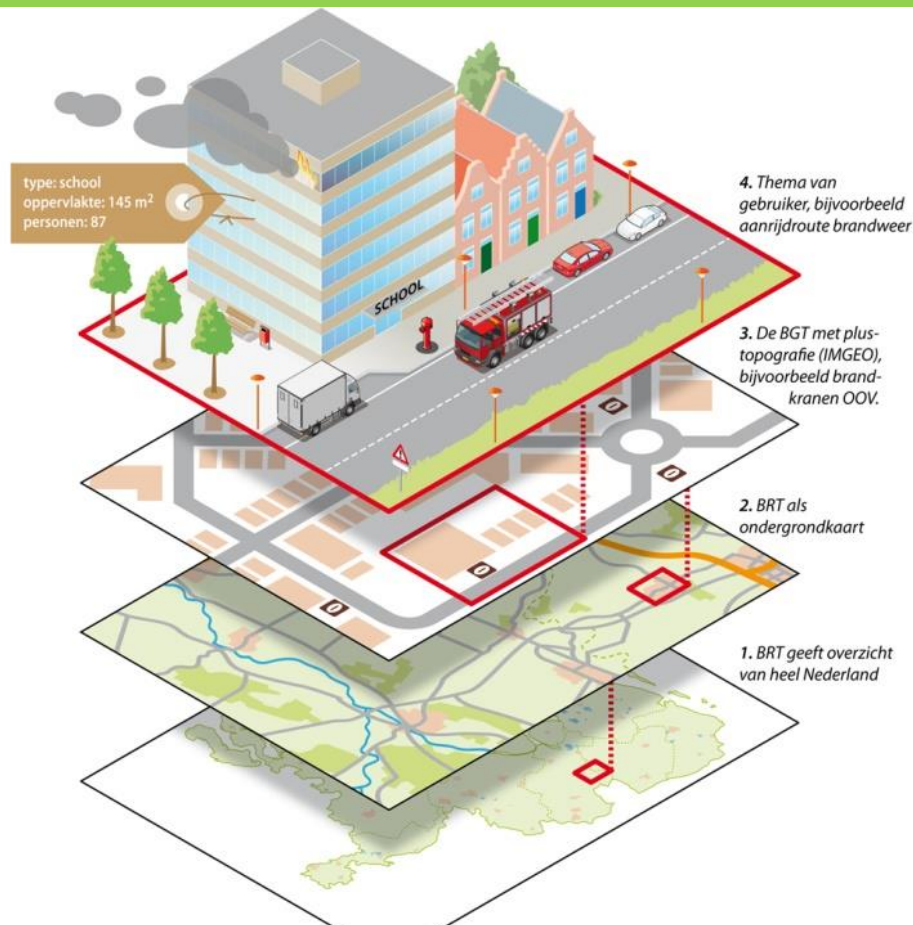 type: school
oppervlakte: 145 m²
personen: 87
SCHOOL
4. Thema van
gebruiker, bijvoorbeeld
aanrijdroute brandweer
3. De BGT met plus-
topografie (IMGEO),
bijvoorbeeld brand-
kranen OOV.
2. BRT als
ondergrondkaart
1. BRT geeft overzicht
van heel Nederland